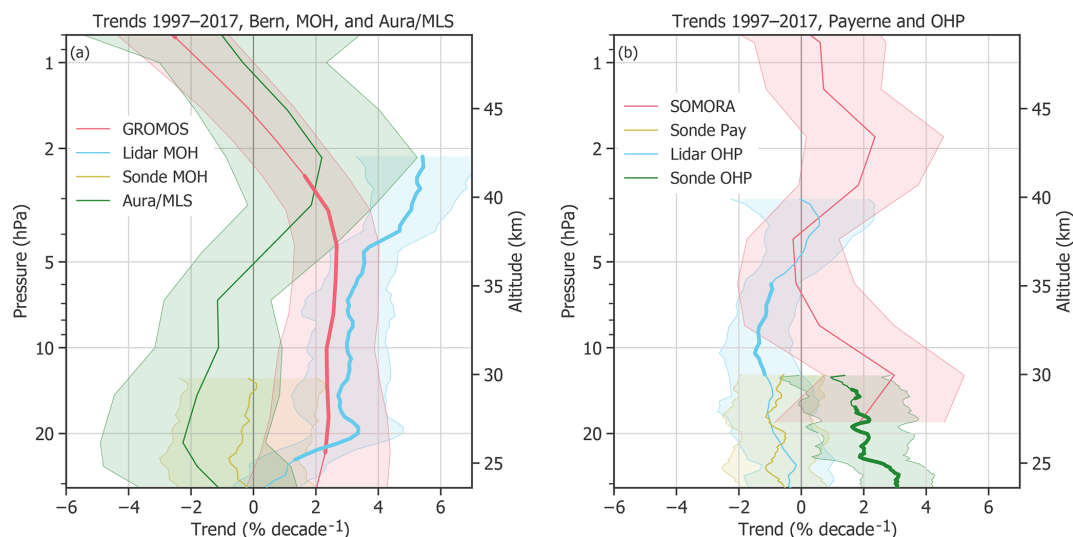 Trends 1997–2017, Bern, MOH, and Aura/MLS
(a)
GROMOS
Lidar MOH
Sonde MOH
Aura/MLS
Pressure (hPa)
1
2
5
10
20
45
40
35
30
25
Altitude (km)
−6 −4 −2 0 2 4 6
Trend (% decade⁻¹)
Trends 1997–2017, Payerne and OHP
(b)
SOMORA
Sonde Pay
Lidar OHP
Sonde OHP
Pressure (hPa)
1
2
5
10
20
45
40
35
30
25
Altitude (km)
−6 −4 −2 0 2 4 6
Trend (% decade⁻¹)